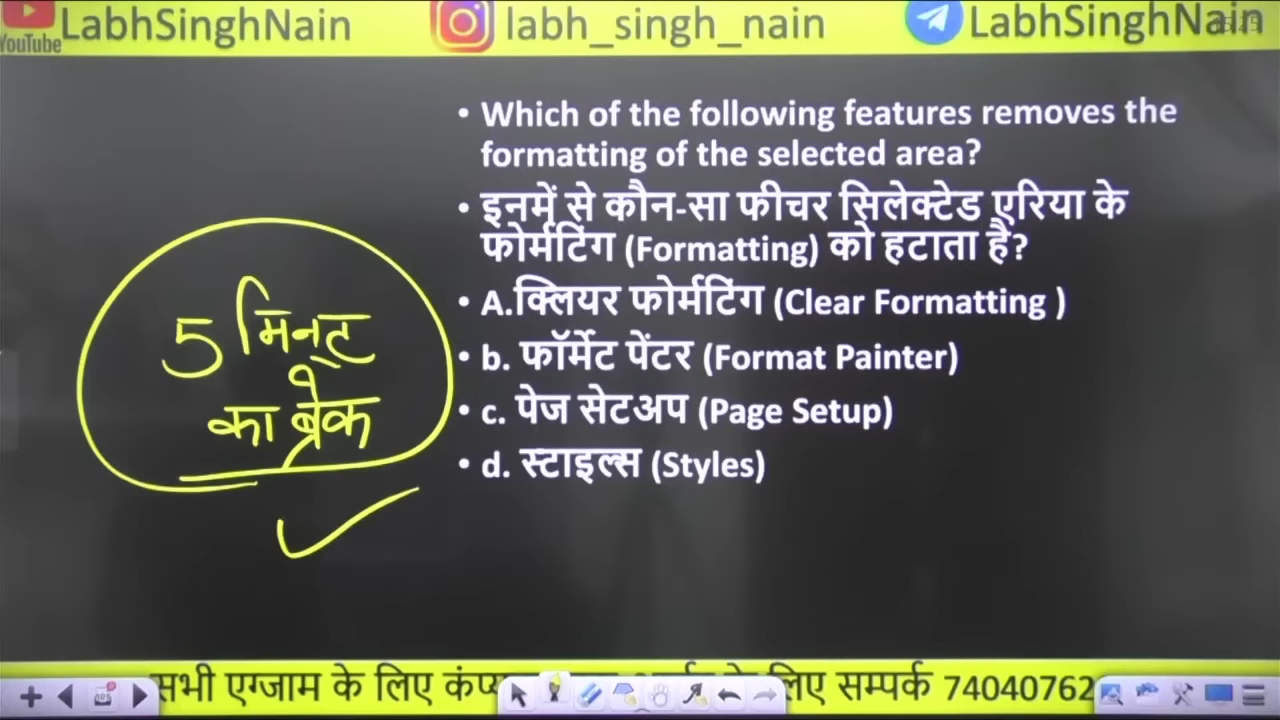 YouTube LabhSinghNain labh_singh_nain LabhSinghNain
• Which of the following features removes the
formatting of the selected area?
• इनमें से कौन-सा फीचर सिलेक्टेड एरिया के
फोर्मटिंग (Formatting) को हटाता है?
• A.क्लियर फोर्मटिंग (Clear Formatting )
• b. फॉर्मेट पेंटर (Format Painter)
• c. पेज सेटअप (Page Setup)
• d. स्टाइल्स (Styles)
5 मिनट
का ब्रेक
सभी एग्जाम के लिए के लिए सम्पर्क 74040762